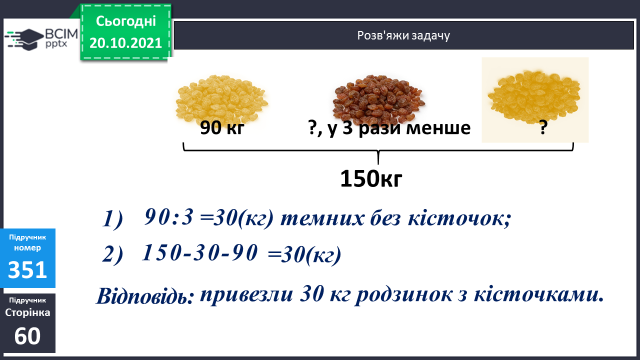 Сьогодні
20.10.2021
ВСІМ
pptx
Розв'яжи задачу
90 кг ?, у 3 рази менше ?
150кг
1) 90:3 =30(кг) темних без кісточок;
2) 150-30-90 =30(кг)
Відповідь: привезли 30 кг родзинок з кісточками.
Підручник
номер
351
Підручник
Сторінка
60